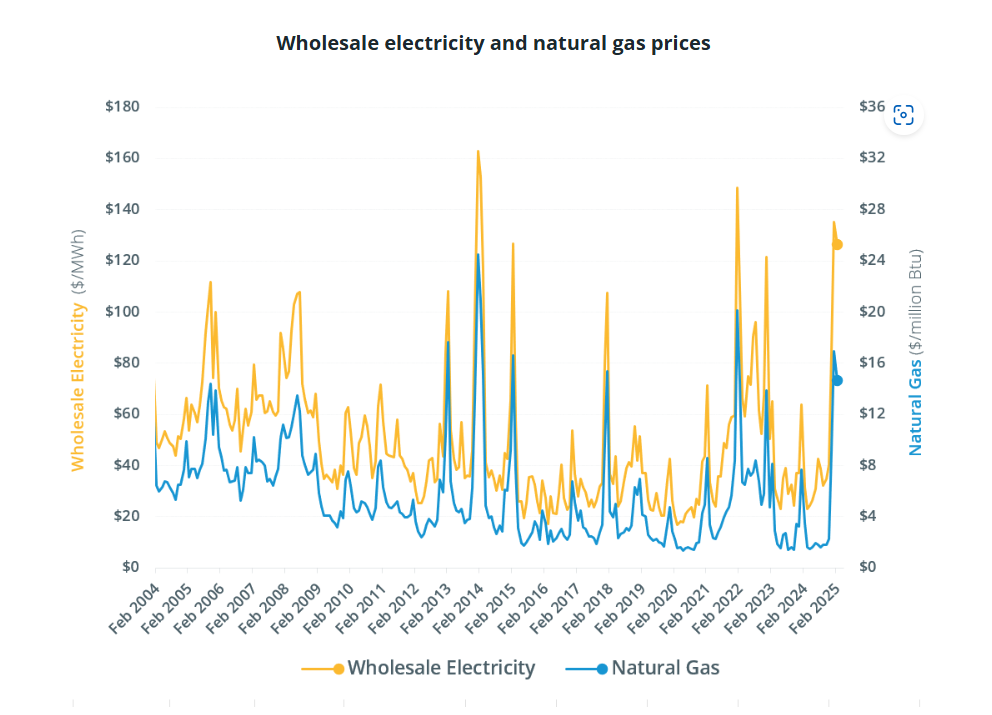 Wholesale electricity and natural gas prices
$180
$160
$140
$120
$100
$80
$60
$40
$20
$0
Wholesale Electricity ($/MWh)
$36
$32
$28
$24
$20
$16
$12
$8
$4
$0
Natural Gas ($/million Btu)
Feb 2004
Feb 2005
Feb 2006
Feb 2007
Feb 2008
Feb 2009
Feb 2010
Feb 2011
Feb 2012
Feb 2013
Feb 2014
Feb 2015
Feb 2016
Feb 2017
Feb 2018
Feb 2019
Feb 2020
Feb 2021
Feb 2022
Feb 2023
Feb 2024
Feb 2025
Wholesale Electricity
Natural Gas